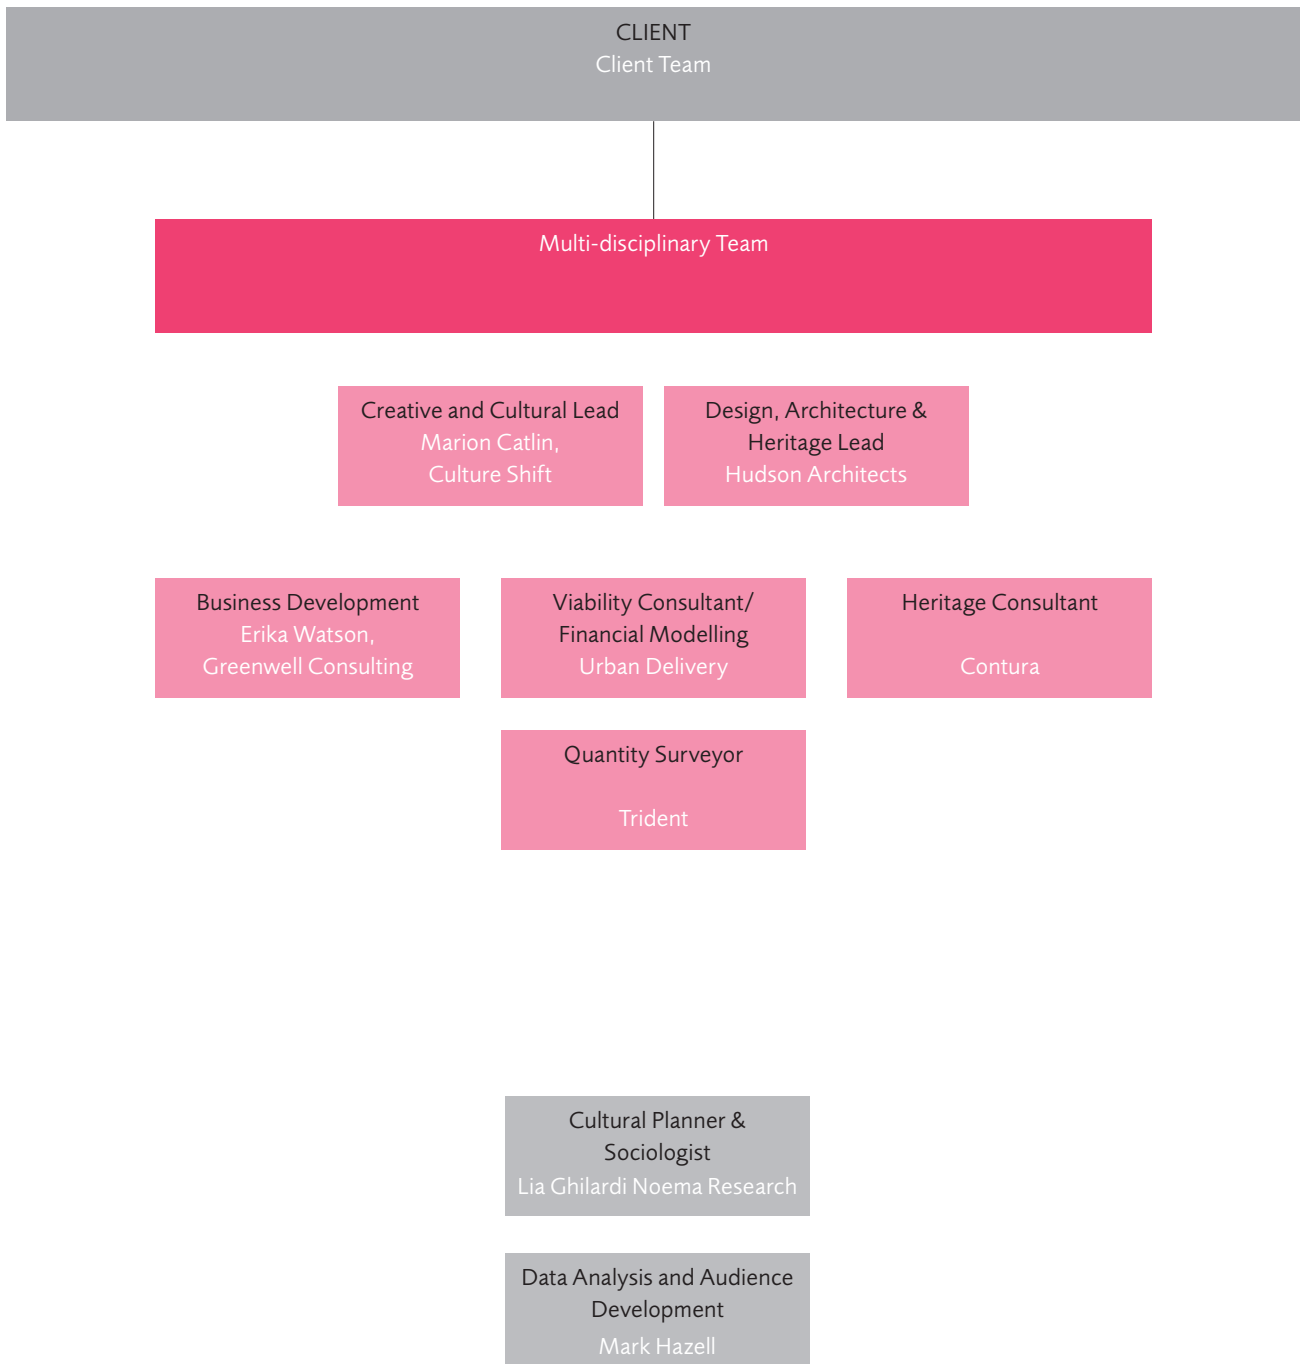 CLIENT
Client Team
Multi-disciplinary Team
Creative and Cultural Lead
Marion Catlin,
Culture Shift
Design, Architecture &
Heritage Lead
Hudson Architects
Business Development
Erika Watson,
Greenwell Consulting
Viability Consultant/
Financial Modelling
Urban Delivery
Heritage Consultant
Contura
Quantity Surveyor
Trident
Cultural Planner &
Sociologist
Lia Ghilardi Noema Research
Data Analysis and Audience
Development
Mark Hazell